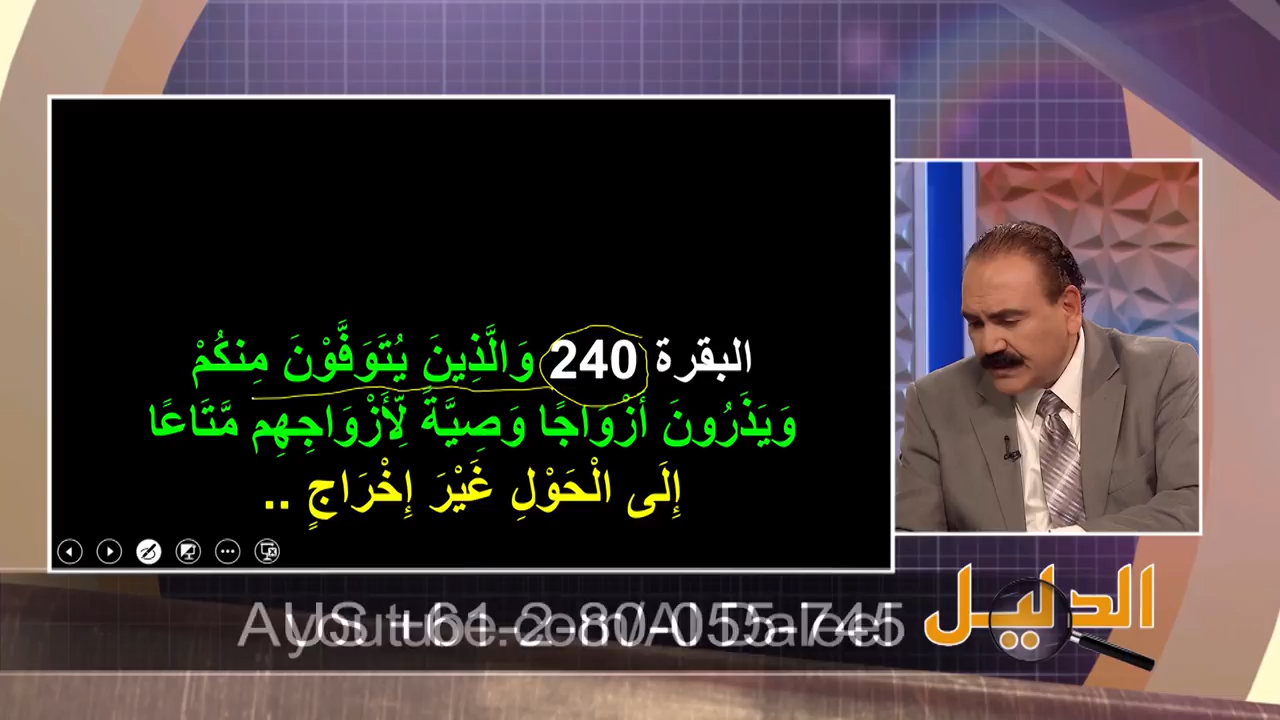 البقرة 240 وَالَّذِينَ يُتَوَفَّوْنَ مِنكُمْ
وَيَذَرُونَ أَزْوَاجًا وَصِيَّةً لِّأَزْوَاجِهِم مَّتَاعًا
إِلَى الْحَوْلِ غَيْرَ إِخْرَاجٍ ..
الدليل